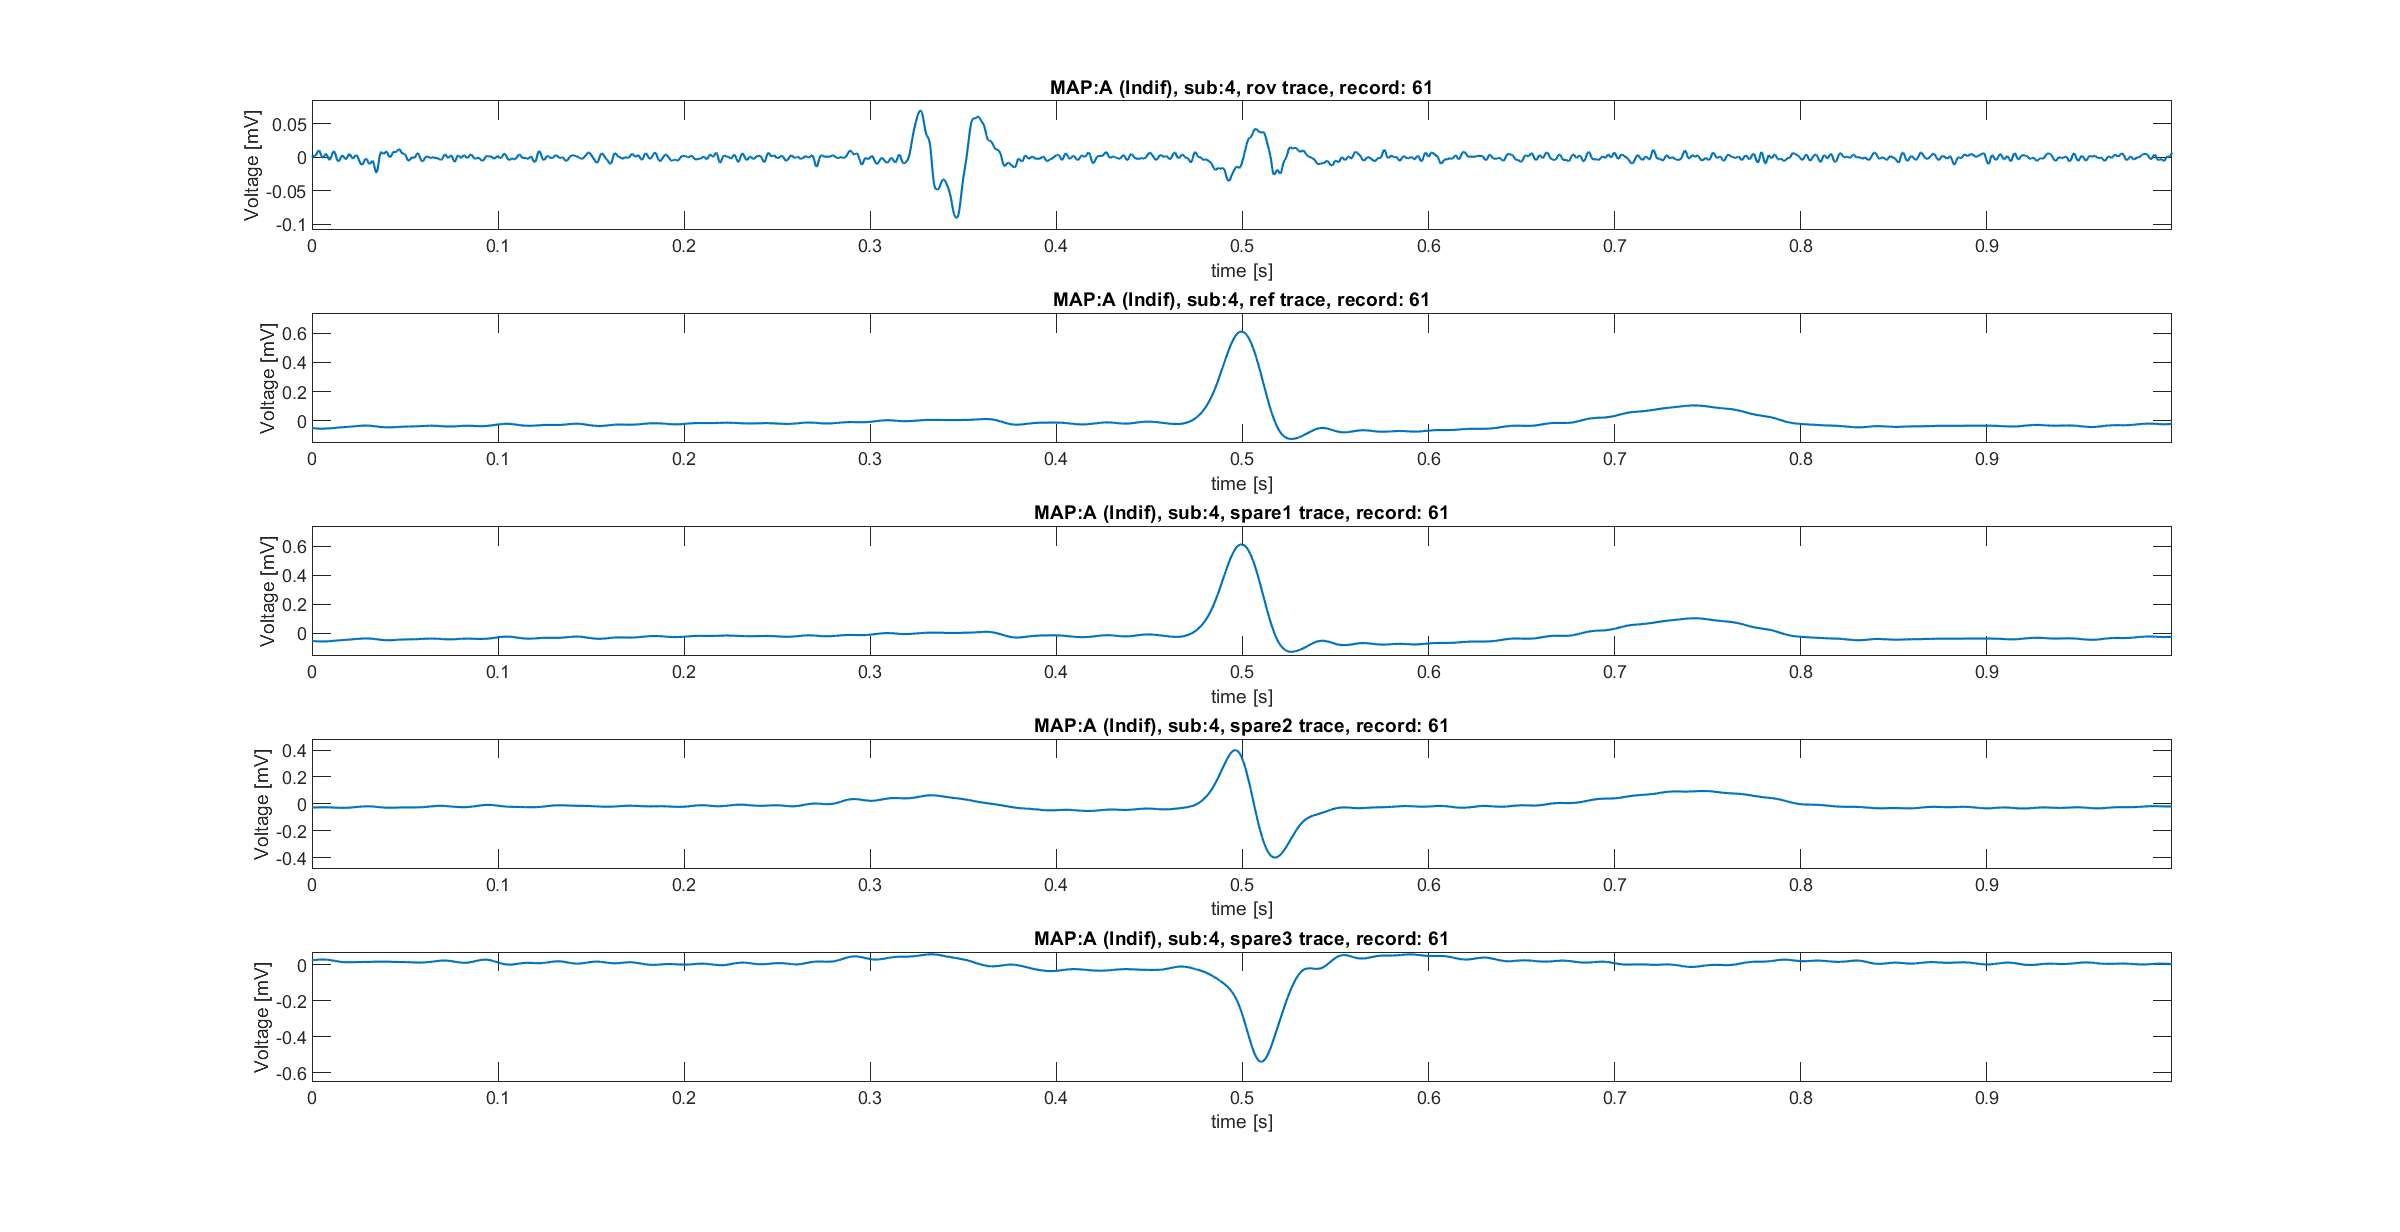 MAP:A (Indif), sub:4, rov trace, record: 61
Voltage [mV]
0.05
0
-0.05
-0.1
0 0.1 0.2 0.3 0.4 0.5 0.6 0.7 0.8 0.9
time [s]
MAP:A (Indif), sub:4, ref trace, record: 61
Voltage [mV]
0.6
0.4
0.2
0
0 0.1 0.2 0.3 0.4 0.5 0.6 0.7 0.8 0.9
time [s]
MAP:A (Indif), sub:4, spare1 trace, record: 61
Voltage [mV]
0.6
0.4
0.2
0
0 0.1 0.2 0.3 0.4 0.5 0.6 0.7 0.8 0.9
time [s]
MAP:A (Indif), sub:4, spare2 trace, record: 61
Voltage [mV]
0.4
0.2
0
-0.2
-0.4
0 0.1 0.2 0.3 0.4 0.5 0.6 0.7 0.8 0.9
time [s]
MAP:A (Indif), sub:4, spare3 trace, record: 61
Voltage [mV]
0
-0.2
-0.4
-0.6
0 0.1 0.2 0.3 0.4 0.5 0.6 0.7 0.8 0.9
time [s]